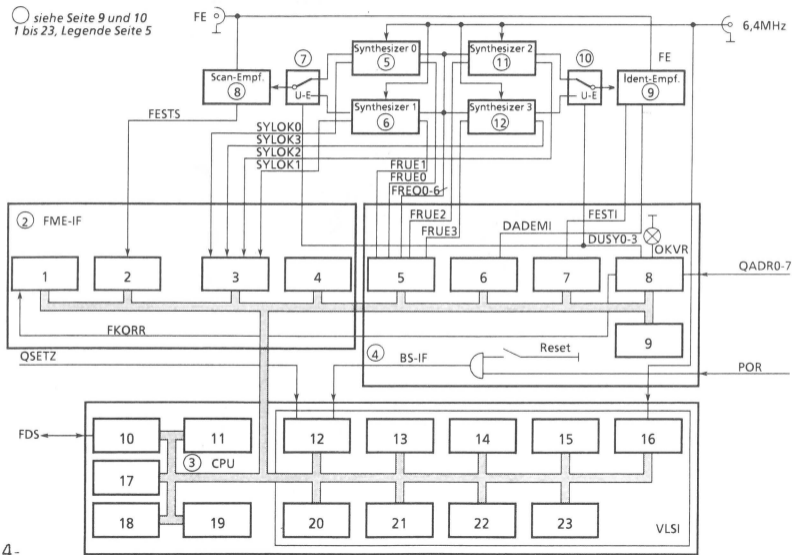 siehe Seite 9 und 10
1 bis 23, Legende Seite 5
FE
6,4MHz
FE
7
10
Synthesizer 0
5
Synthesizer 2
11
Scan-Empf.
8
U-E
U-E
Ident-Empf.
9
Synthesizer 1
6
Synthesizer 3
12
FESTS
SYLOK0
SYLOK3
SYLOK2
SYLOK1
FRUE1
FRUE0
FREQ0-6
FRUE2
FRUE3
DADEMI
FESTI
DUSY0-3
OKVR
2 FME-IF
1
2
3
4
5
6
7
8
QADR0-7
9
FKORR
4 BS-IF
Reset
QSETZ
POR
FDS
10
11
12
13
14
15
16
3 CPU
17
18
19
20
21
22
23
VLSI
4-